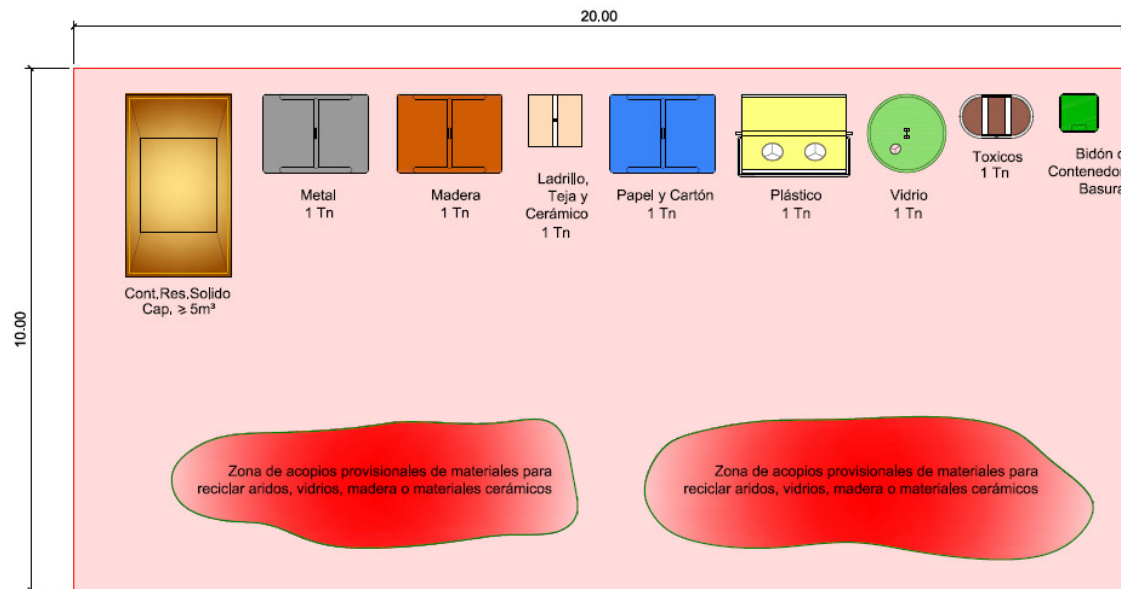 20.00
10.00
Cont,Res,Solido
Cap, ≥ 5m³
Metal
1 Tn
Madera
1 Tn
Ladrillo,
Teja y
Cerámico
1 Tn
Papel y Cartón
1 Tn
Plástico
1 Tn
Vidrio
1 Tn
Toxicos
1 Tn
Bidón
Contenedor
Basura
Zona de acopios provisionales de materiales para
reciclar aridos, vidrios, madera o materiales cerámicos
Zona de acopios provisionales de materiales para
reciclar aridos, vidrios, madera o materiales cerámicos